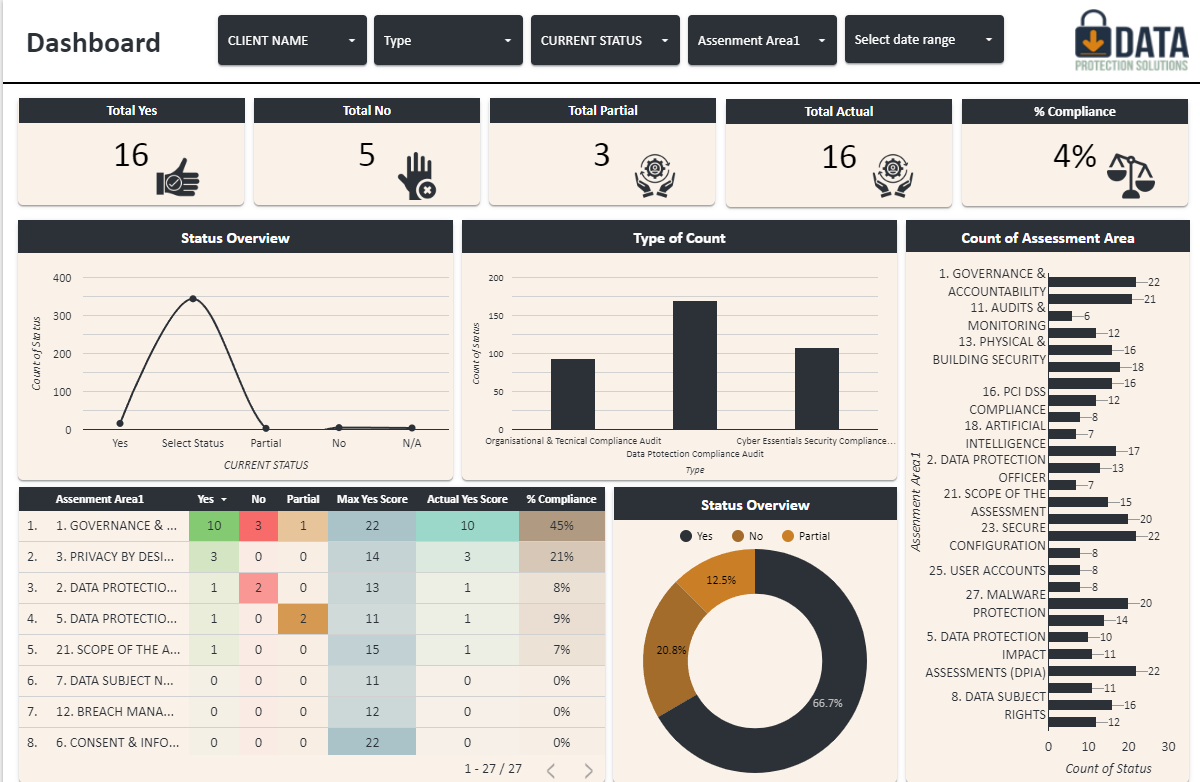 Dashboard
CLIENT NAME
Type
CURRENT STATUS
Assenment Area1
Select date range
DATA
PROTECTION SOLUTIONS
Total Yes
16
Total No
5
Total Partial
3
Total Actual
16
% Compliance
4%
Status Overview
400
300
200
100
0
Count of Status
Yes
Select Status
Partial
No
N/A
CURRENT STATUS
Type of Count
200
150
100
50
0
Count of Status
Organisational & Tecnical Compliance Audit
Data Ptotection Compliance Audit
Cyber Essentials Security Compliance...
Type
Count of Assessment Area
Assenment Area1
1. GOVERNANCE &
ACCOUNTABILITY
11. AUDITS &
MONITORING
13. PHYSICAL &
BUILDING SECURITY
16. PCI DSS
COMPLIANCE
18. ARTIFICIAL
INTELLIGENCE
2. DATA PROTECTION
OFFICER
21. SCOPE OF THE
ASSESSMENT
23. SECURE
CONFIGURATION
25. USER ACCOUNTS
27. MALWARE
PROTECTION
5. DATA PROTECTION
IMPACT
ASSESSMENTS (DPIA)
8. DATA SUBJECT
RIGHTS
22
21
6
12
16
18
16
12
8
7
17
13
7
15
20
22
8
8
8
20
14
10
11
22
11
16
12
0 10 20 30
Count of Status
Assenment Area1 Yes No Partial Max Yes Score Actual Yes Score % Compliance
1. 1. GOVERNANCE & ... 10 3 1 22 10 45%
2. 3. PRIVACY BY DESI... 3 0 0 14 3 21%
3. 2. DATA PROTECTIO... 1 2 0 13 1 8%
4. 5. DATA PROTECTIO... 1 0 2 11 1 9%
5. 21. SCOPE OF THE A... 1 0 0 15 1 7%
6. 7. DATA SUBJECT N... 0 0 0 11 0 0%
7. 12. BREACH MANA... 0 0 0 12 0 0%
8. 6. CONSENT & INFO... 0 0 0 22 0 0%
1 - 27 / 27
Status Overview
Yes
No
Partial
12.5%
20.8%
66.7%